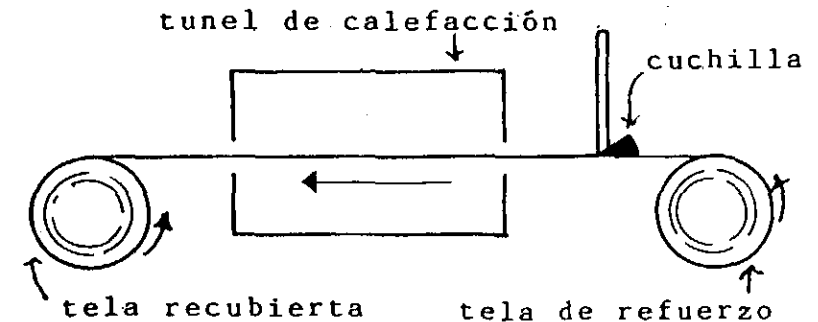 tunel de calefacción
cuchilla
tela recubierta
tela de refuerzo